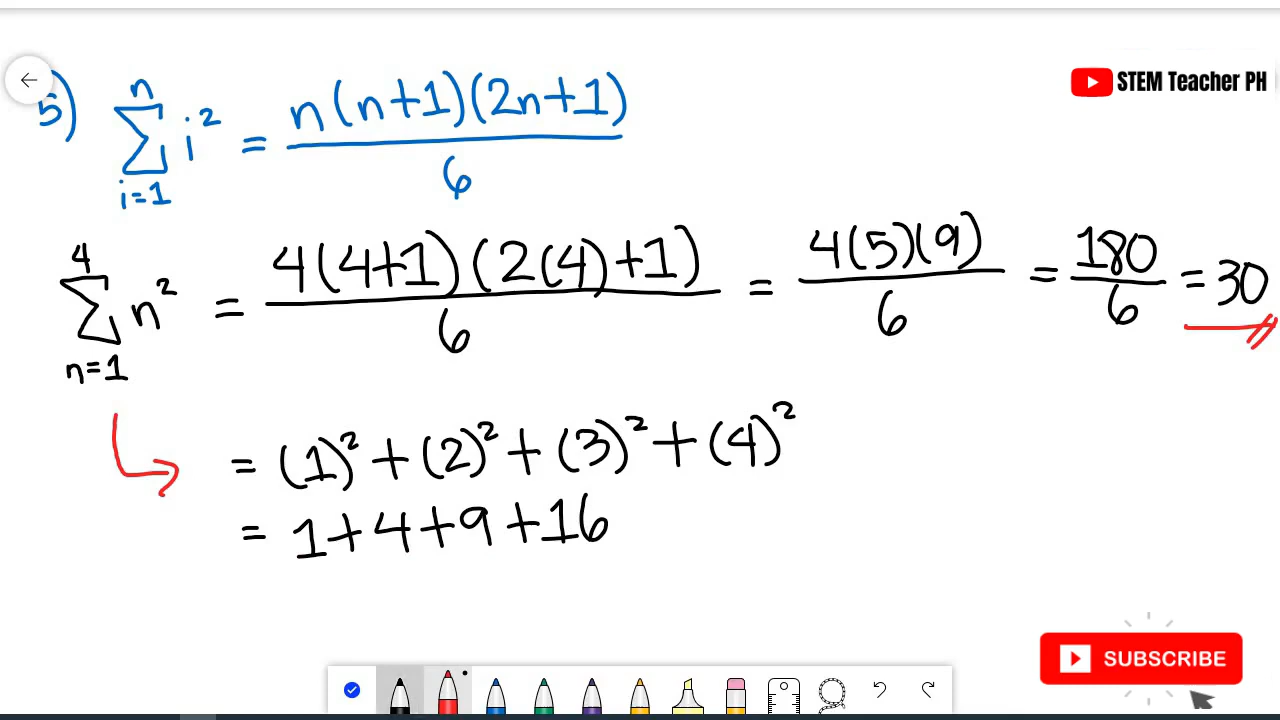 STEM Teacher PH
5) \sum_{i=1}^{n} i² = n(n+1)(2n+1) / 6
\sum_{n=1}^{4} n² = 4(4+1)(2(4)+1) / 6 = 4(5)(9) / 6 = 180 / 6 = 30
= (1)² + (2)² + (3)² + (4)²
= 1+4+9+16
SUBSCRIBE